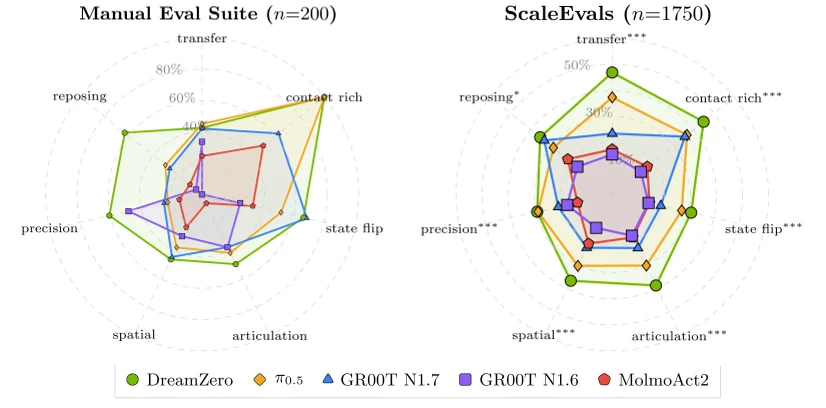 Manual Eval Suite (n=200)
ScaleEvals (n=1750)
transfer
80%
60%
40%
reposing
contact rich
precision
state flip
spatial
articulation
transfer***
50%
30%
10%
reposing*
contact rich***
precision***
state flip***
spatial***
articulation***
DreamZero
π0.5
GR00T N1.7
GR00T N1.6
MolmoAct2